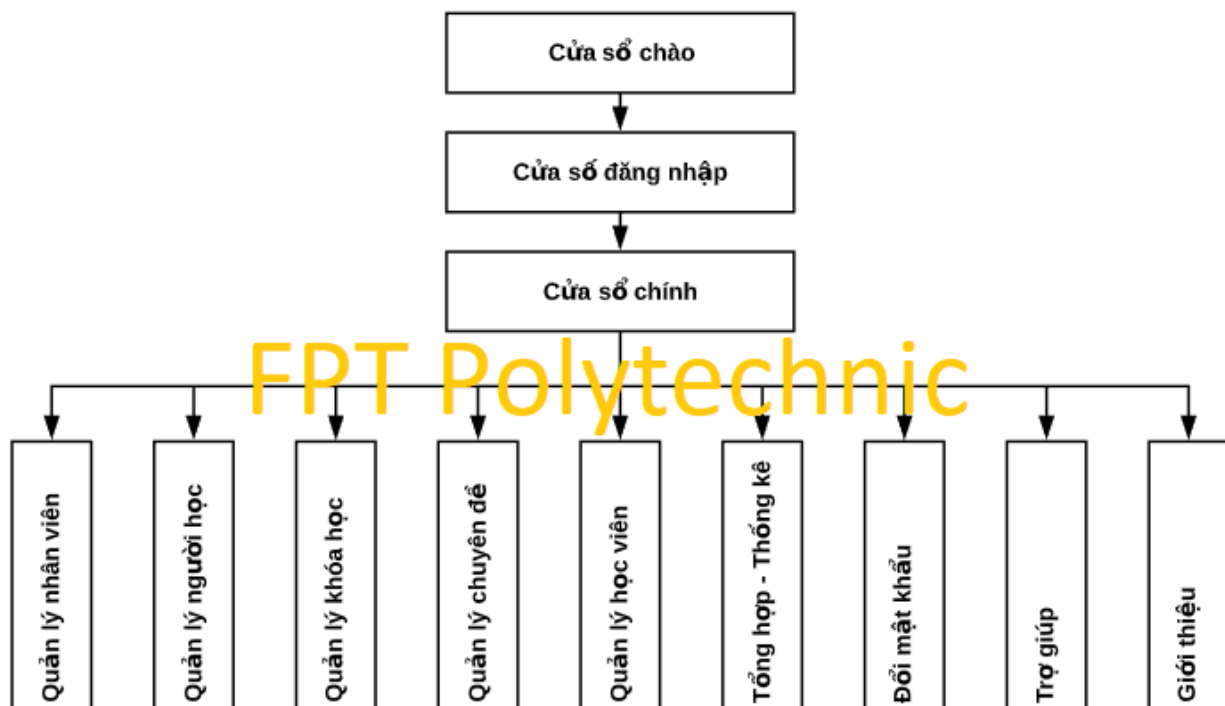 Cửa sổ chào
Cửa số đăng nhập
Cửa sổ chính
FPT Polytechnic
Quản lý nhân viên
Quản lý người học
Quản lý khóa học
Quản lý chuyên đề
Quản lý học viên
Tổng hợp - Thống kê
Đổi mật khẩu
Trợ giúp
Giới thiệu